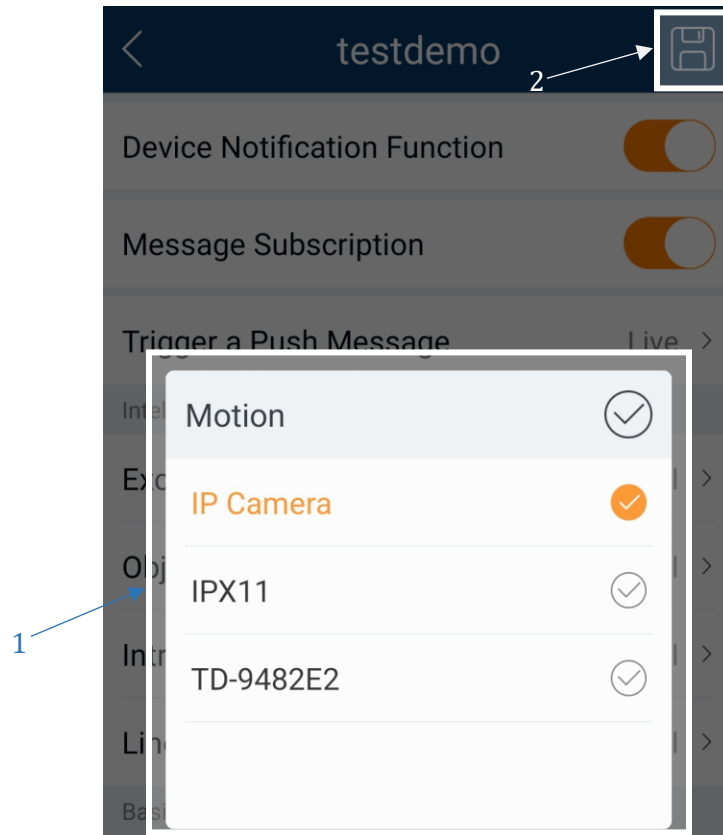 testdemo
2
Device Notification Function
Message Subscription
Trigger a Push Message Live
Motion
IP Camera
IPX11
1
TD-9482E2